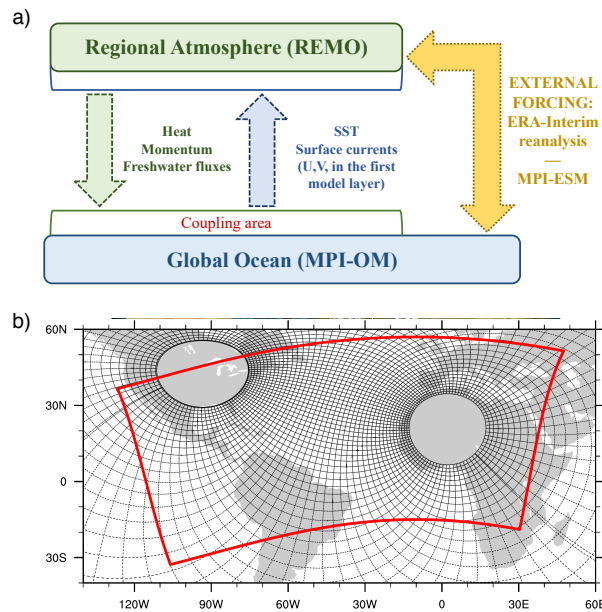 a)
Regional Atmosphere (REMO)
Heat
Momentum
Freshwater fluxes
SST
Surface currents
(U,V, in the first
model layer)
EXTERNAL
FORCING:
ERA-Interim
reanalysis
—
MPI-ESM
Coupling area
Global Ocean (MPI-OM)
b)
60N
30N
0
30S
120W 90W 60W 30W 0 30E 60E